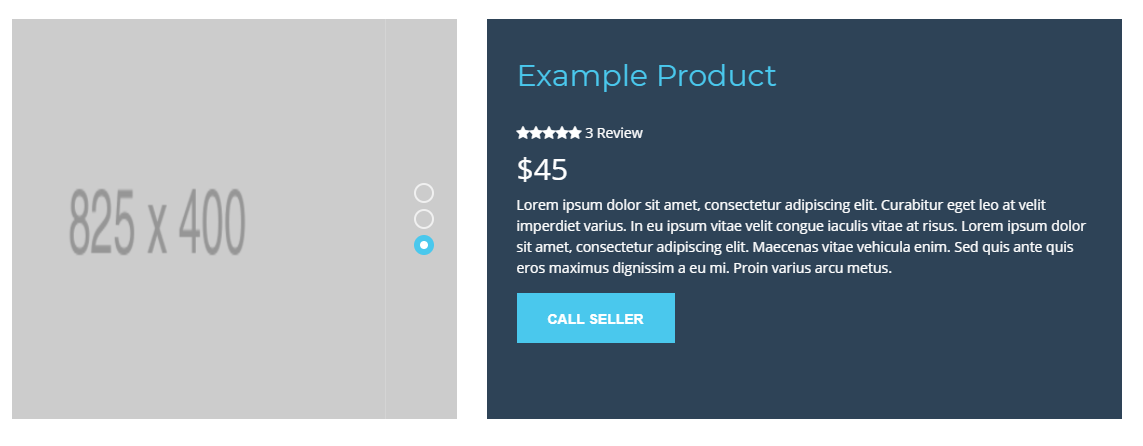 825 x 400
Example Product
3 Review
$45
Lorem ipsum dolor sit amet, consectetur adipiscing elit. Curabitur eget leo at velit
imperdiet varius. In eu ipsum vitae velit congue iaculis vitae at risus. Lorem ipsum dolor
sit amet, consectetur adipiscing elit. Maecenas vitae vehicula enim. Sed quis ante quis
eros maximus dignissim a eu mi. Proin varius arcu metus.
CALL SELLER